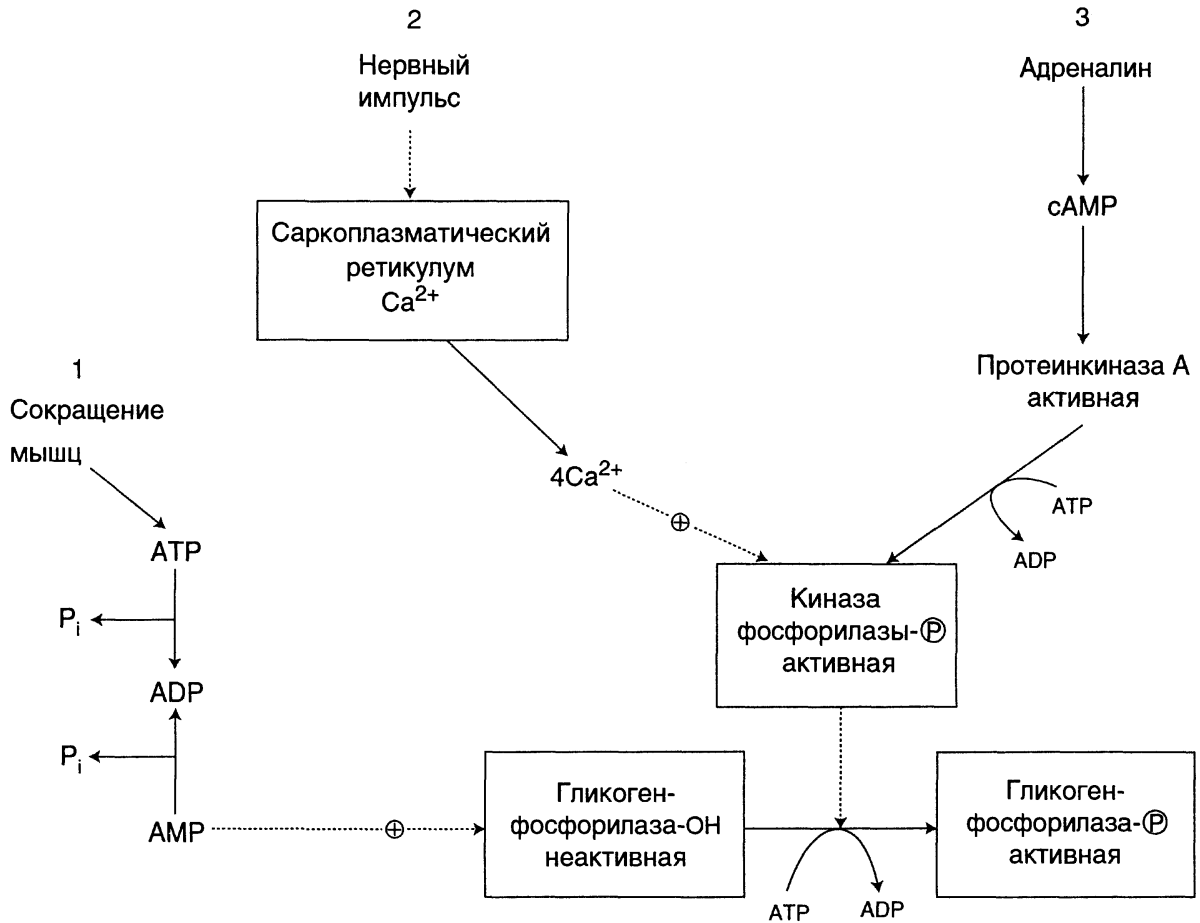 2
Нервный
импульс
Саркоплазматический
ретикулум
Ca²⁺
3
Адреналин
cAMP
Протеинкиназа А
активная
ATP
ADP
1
Сокращение
мышц
ATP
Pᵢ
ADP
Pᵢ
AMP
4Ca²⁺
⊕
Киназа
фосфорилазы-Ⓟ
активная
⊕
Гликоген-
фосфорилаза-ОН
неактивная
ATP
ADP
Гликоген-
фосфорилаза-Ⓟ
активная